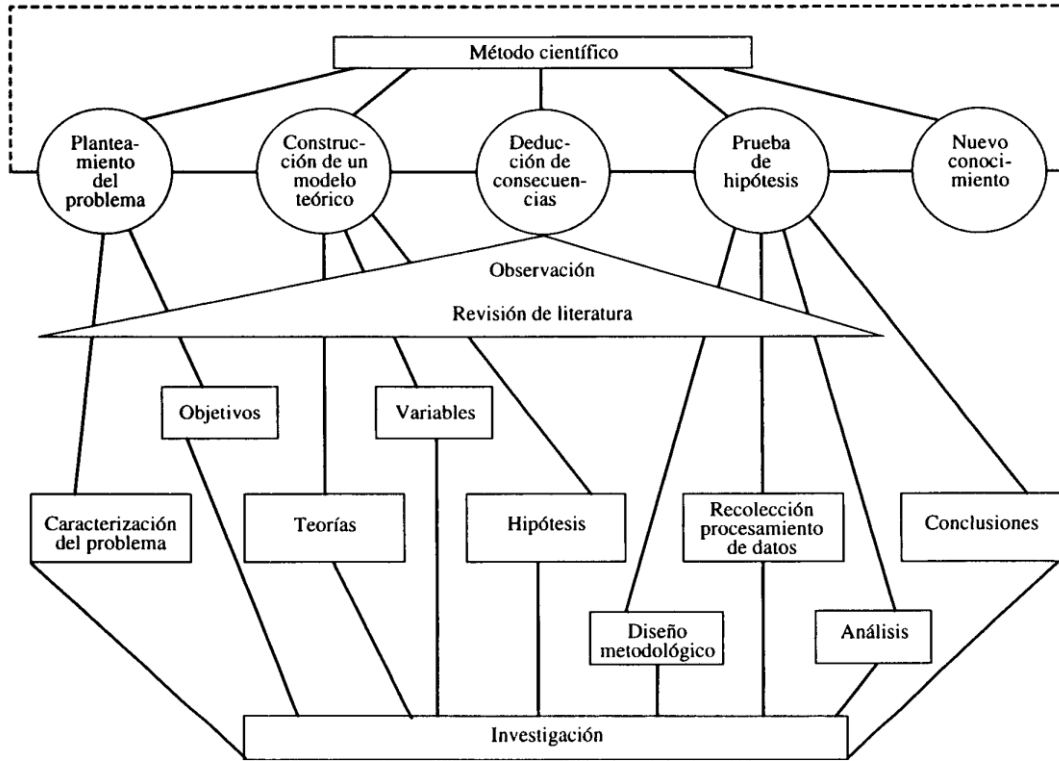 Método científico
Plantea-
miento
del
problema
Construc-
ción de un
modelo
teórico
Deduc-
ción de
consecuen-
cias
Prueba
de
hipótesis
Nuevo
conoci-
miento
Observación
Revisión de literatura
Objetivos
Variables
Caracterización
del problema
Teorías
Hipótesis
Recolección
procesamiento
de datos
Conclusiones
Diseño
metodológico
Análisis
Investigación